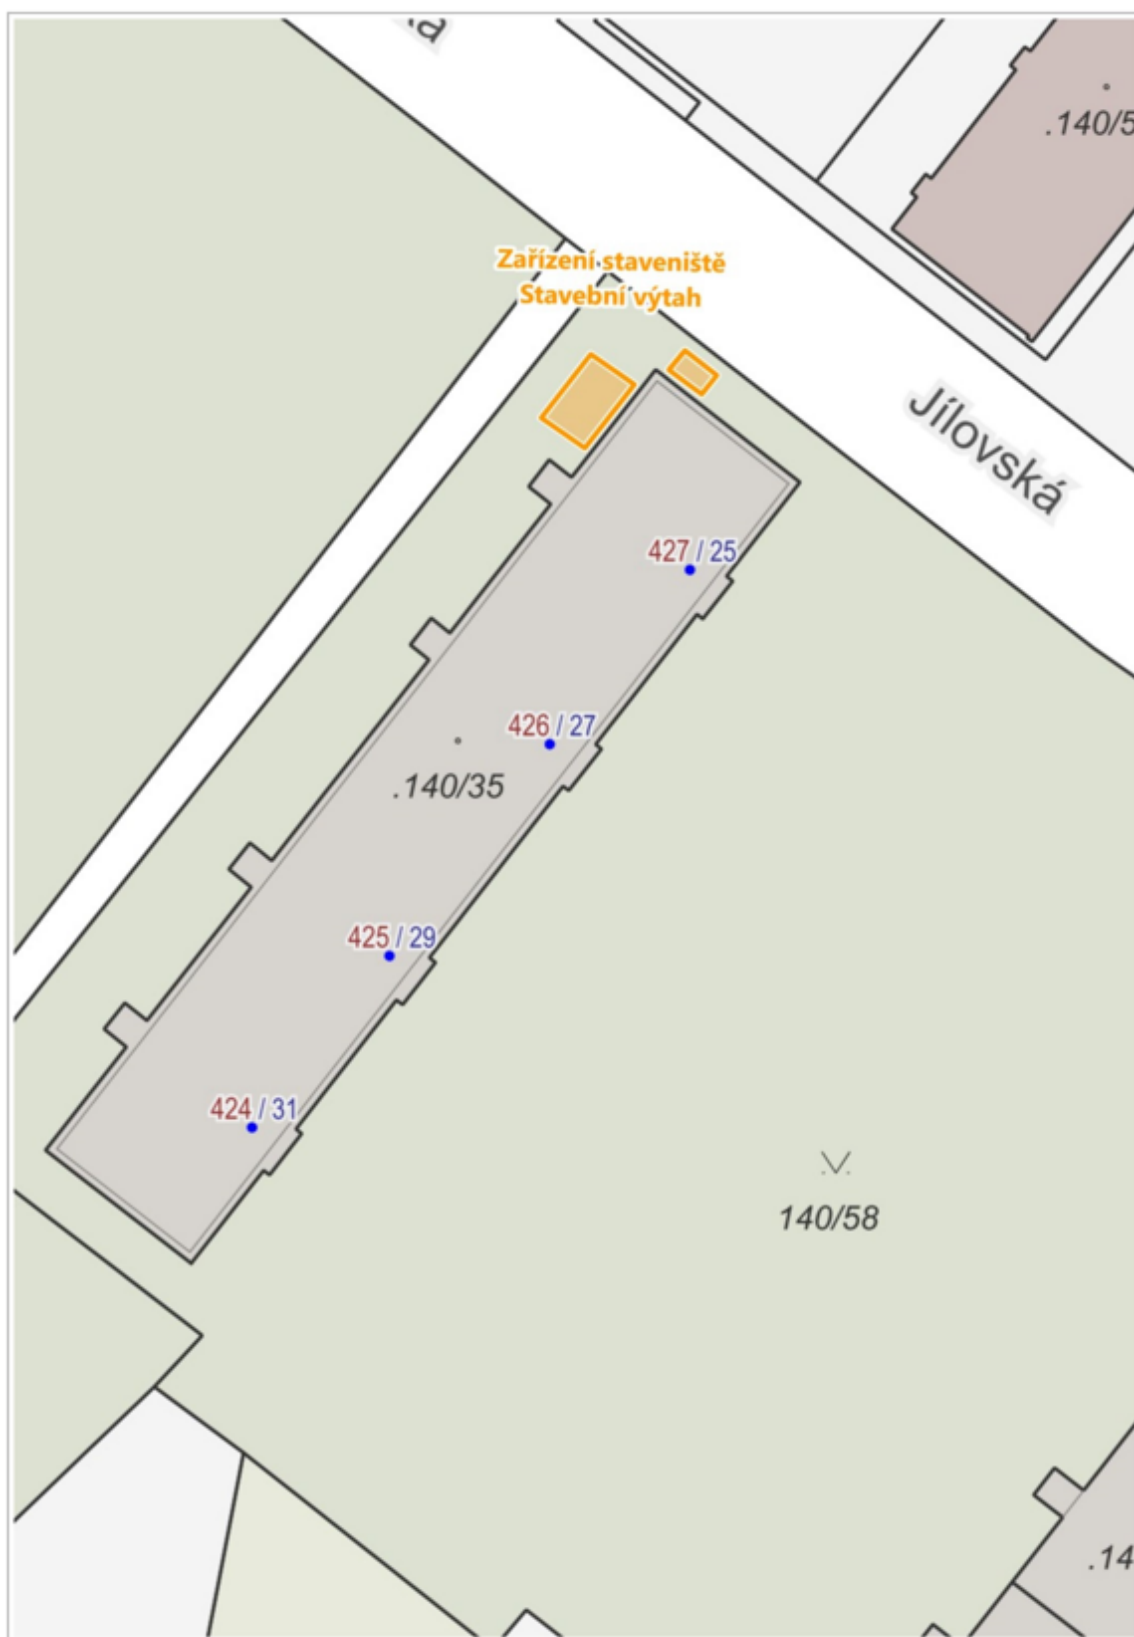 .140/5
Zařízení staveniště
Stavební výtah
Jílovská
427 / 25
426 / 27
.140/35
425 / 29
424 / 31
140/58
.14